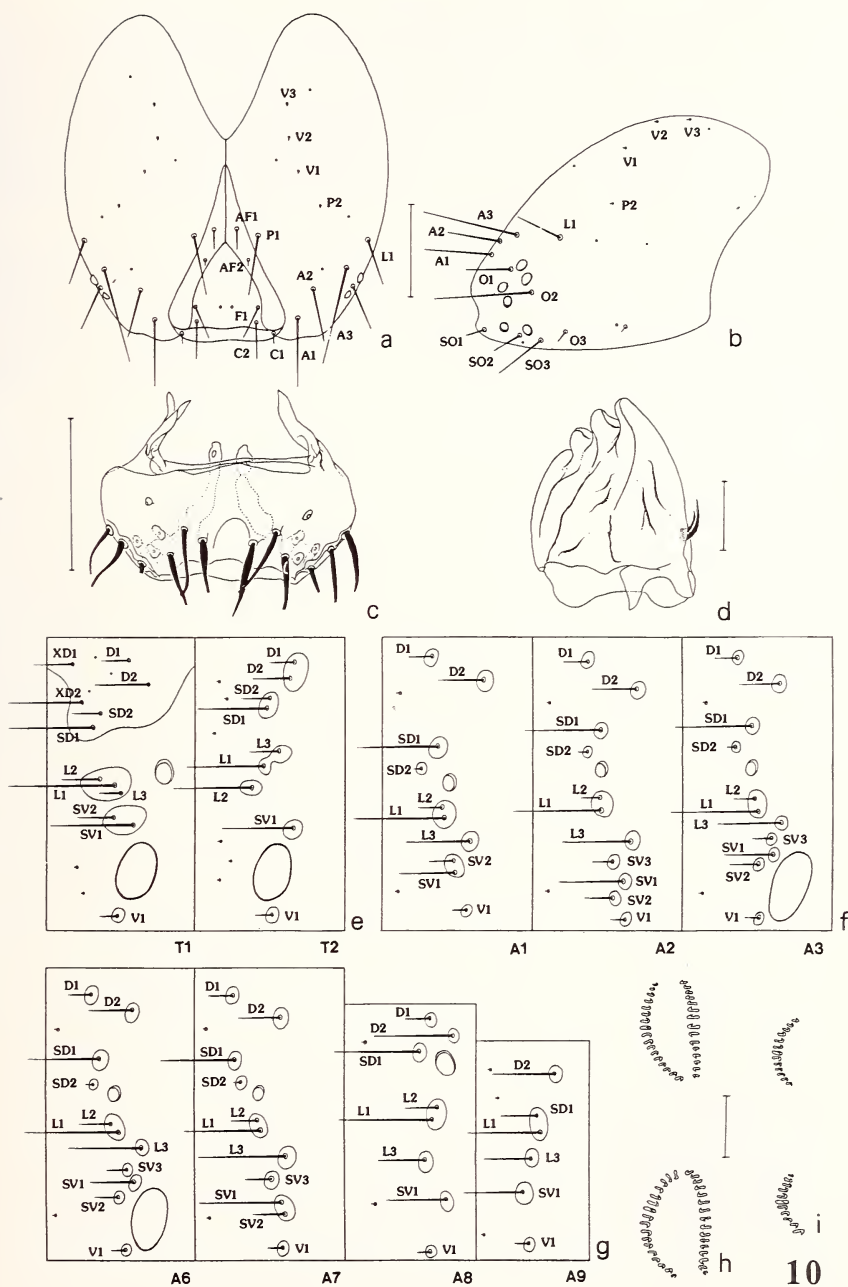 V3
V2
V1
P2
AF1
P1
L1
AF2
A2
F1
C2
C1
A1
A3
a
V2
V3
V1
P2
A3
L1
A2
A1
O1
O2
SO1
O3
SO2
SO3
b
c
d
XD1
D1
D2
XD2
SD2
SD1
L2
L1
L3
SV2
SV1
V1
T1
D1
D2
SD2
SD1
L3
L1
L2
SV1
V1
T2
e
D1
D2
SD1
SD2
L2
L1
L3
SV2
SV1
V1
A1
D1
D2
SD1
SD2
L2
L1
L3
SV3
SV1
SV2
V1
A2
D1
D2
SD1
SD2
L2
L1
L3
SV3
SV1
SV2
V1
A3
f
D1
D2
SD1
SD2
L2
L1
L3
SV3
SV1
SV2
V1
A6
D1
D2
SD1
SD2
L2
L1
L3
SV3
SV1
SV2
V1
A7
D1
D2
SD1
L2
L1
L3
SV1
V1
A8
D2
SD1
L1
L3
SV1
V1
A9
g
h
i
10